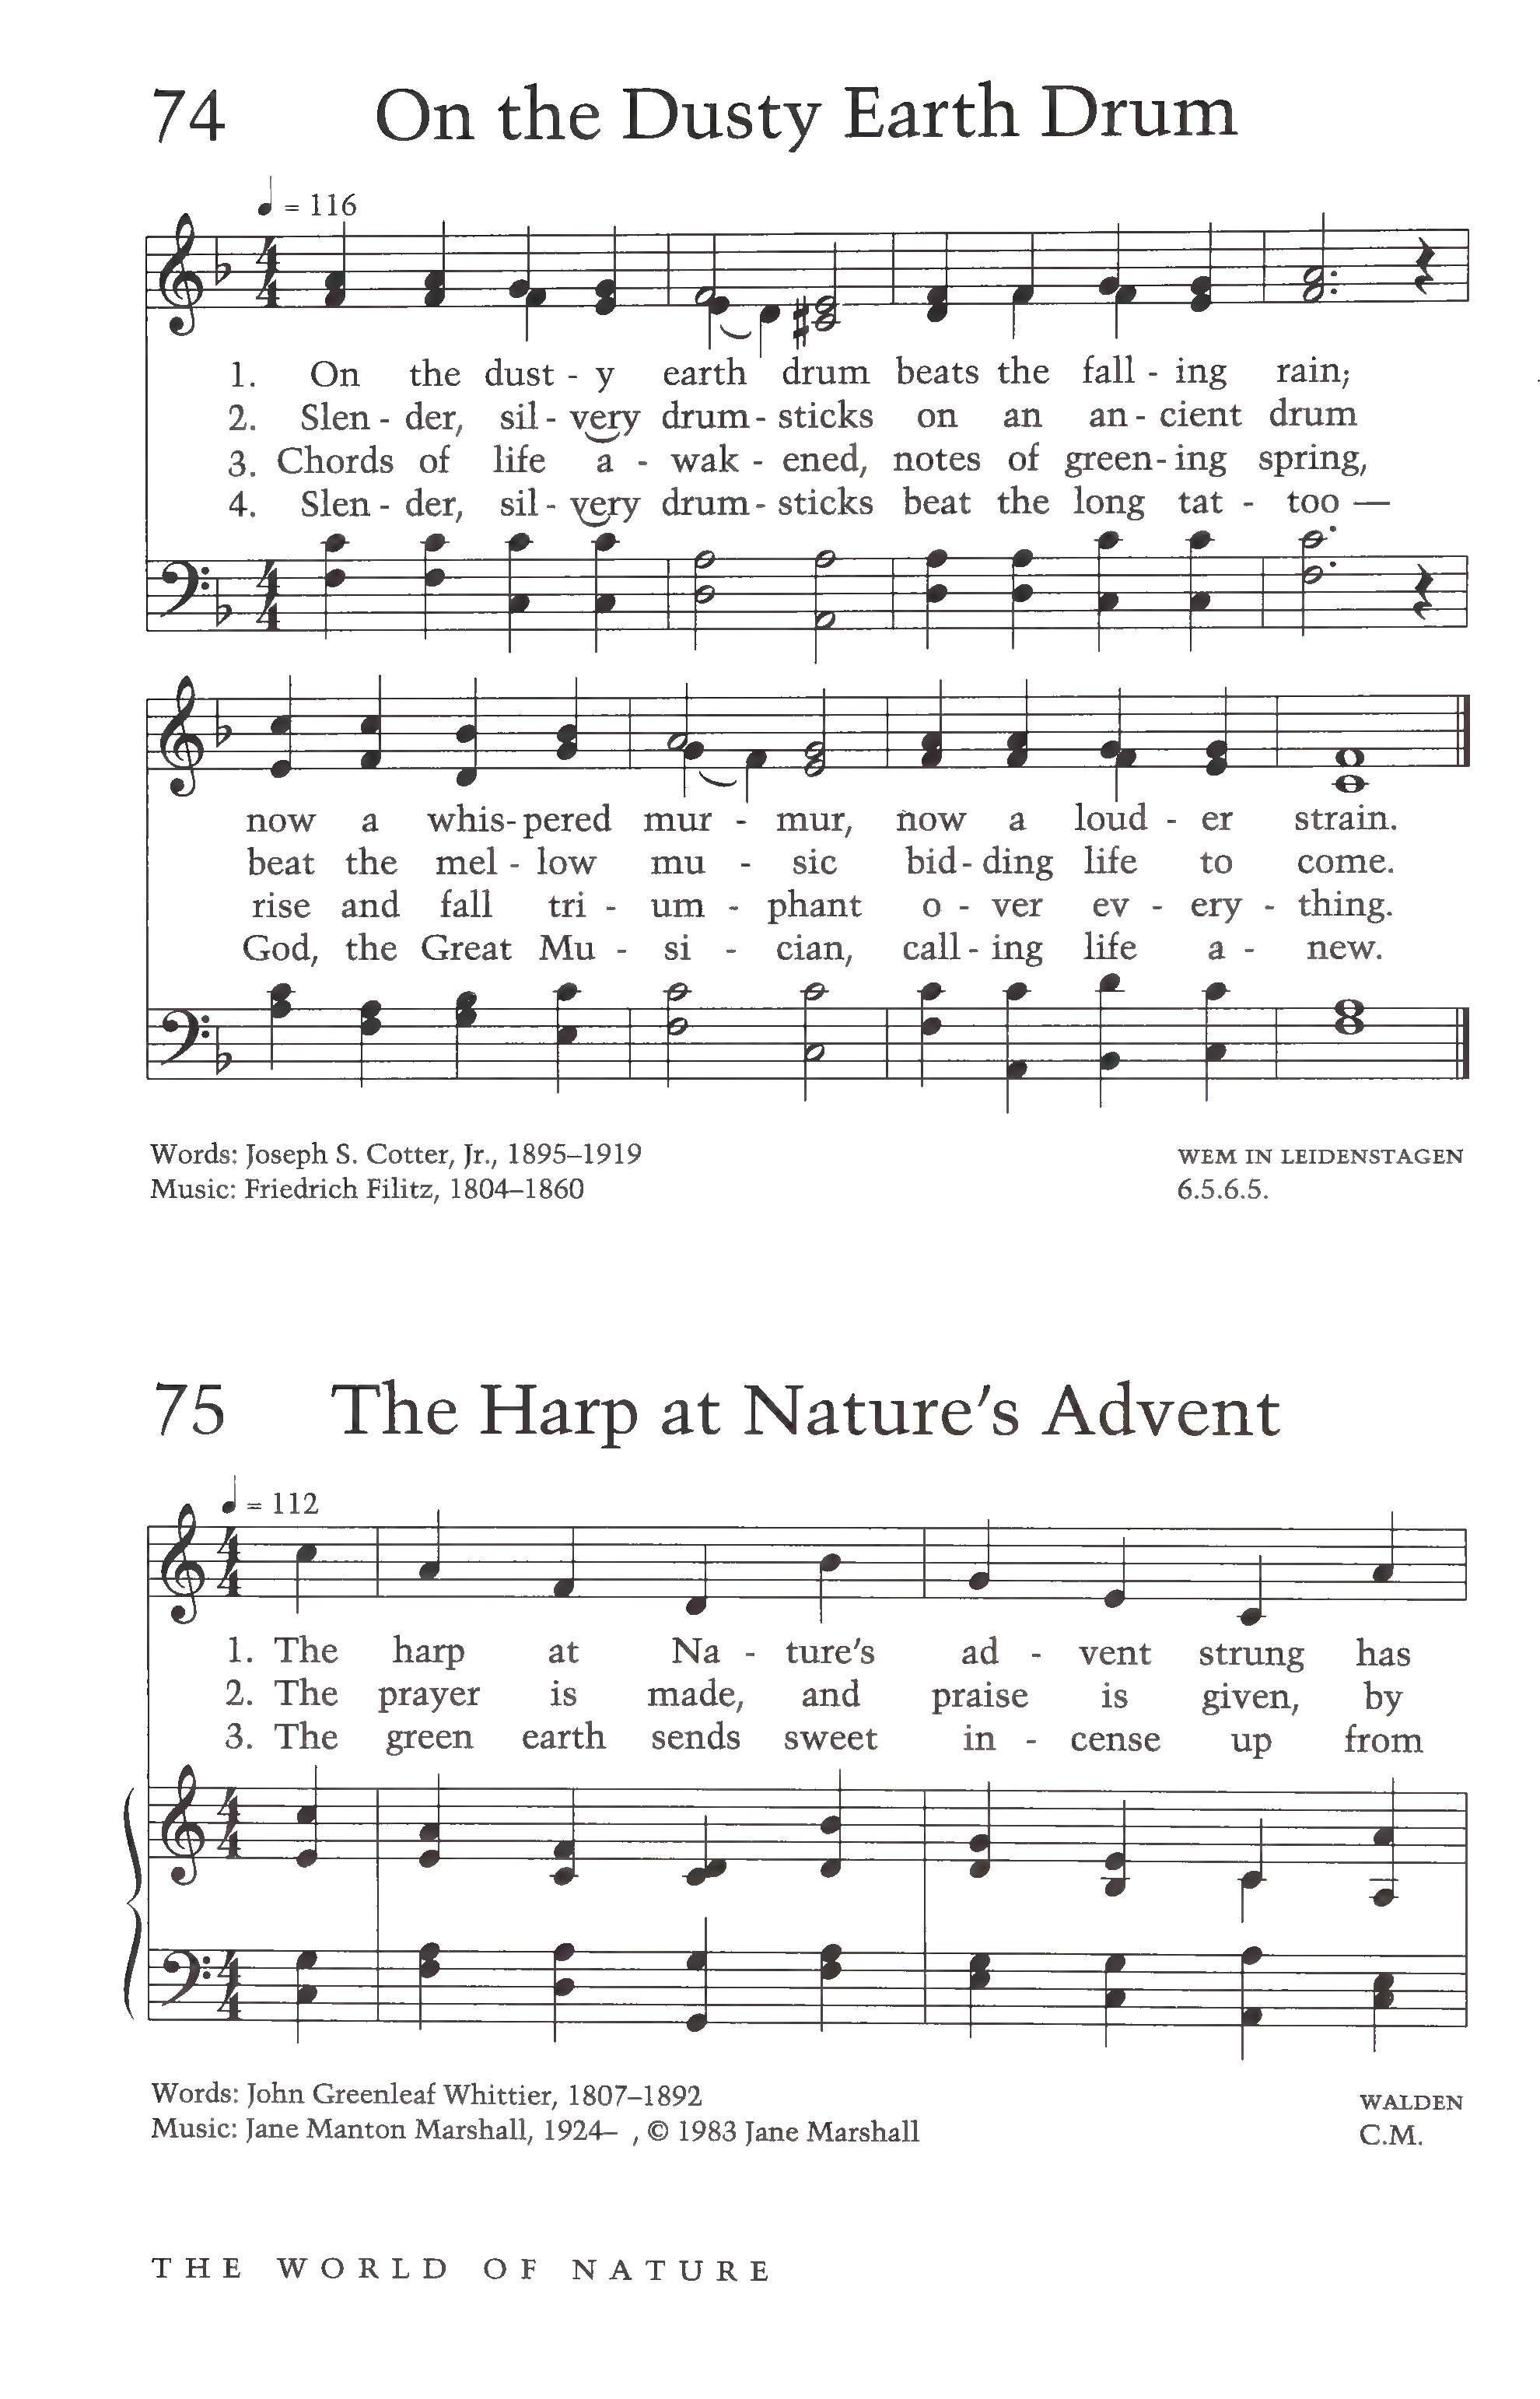 74 On the Dusty Earth Drum
♩ = 116
1. On the dust - y earth drum beats the fall - ing rain;
2. Slen - der, sil - very drum - sticks on an an - cient drum
3. Chords of life a - wak - ened, notes of green - ing spring,
4. Slen - der, sil - very drum - sticks beat the long tat - too —
now a whis - pered mur - mur, now a loud - er strain.
beat the mel - low mu - sic bid - ding life to come.
rise and fall tri - um - phant o - ver ev - ery - thing.
God, the Great Mu - si - cian, call - ing life a - new.
Words: Joseph S. Cotter, Jr., 1895–1919
Music: Friedrich Filitz, 1804–1860
WEM IN LEIDENSTAGEN
6.5.6.5.
75 The Harp at Nature's Advent
♩ = 112
1. The harp at Na - ture's ad - vent strung has
2. The prayer is made, and praise is given, by
3. The green earth sends sweet in - cense up from
Words: John Greenleaf Whittier, 1807–1892
Music: Jane Manton Marshall, 1924– , © 1983 Jane Marshall
WALDEN
C.M.
THE WORLD OF NATURE